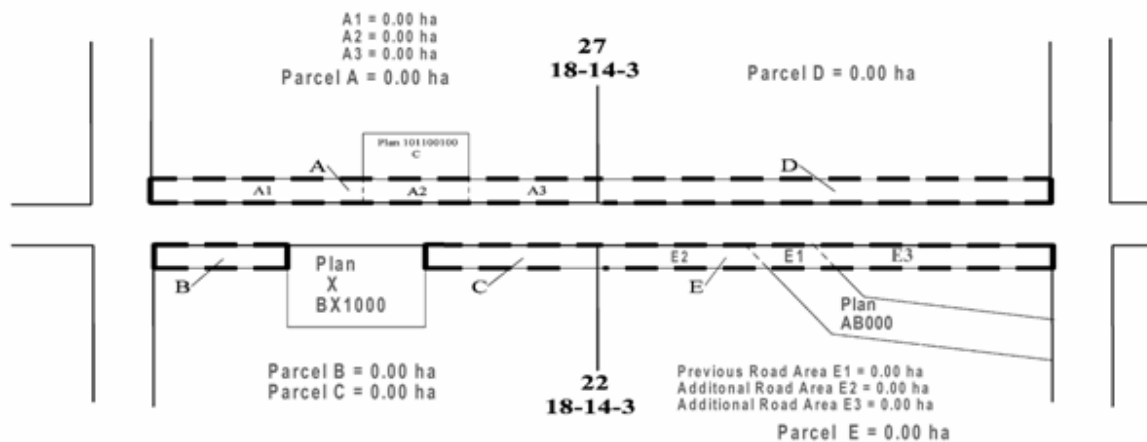 A1 = 0.00 ha
A2 = 0.00 ha
A3 = 0.00 ha
Parcel A = 0.00 ha
27
18-14-3
Parcel D = 0.00 ha
Plan 101100100
C
A
D
A1
A2
A3
B
Plan
X
BX1000
C
E2
E
E1
E3
Plan
AB000
Parcel B = 0.00 ha
Parcel C = 0.00 ha
22
18-14-3
Previous Road Area E1 = 0.00 ha
Additonal Road Area E2 = 0.00 ha
Additional Road Area E3 = 0.00 ha
Parcel E = 0.00 ha